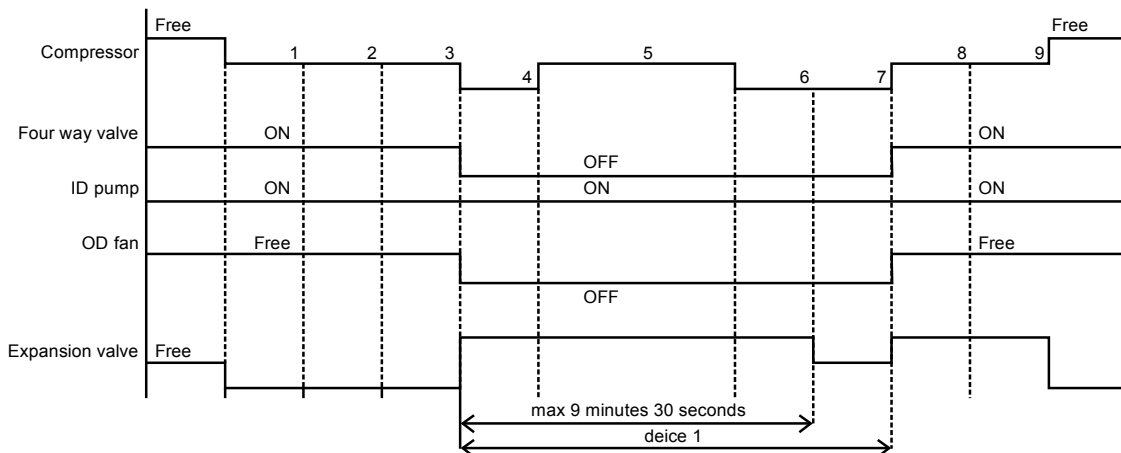 Free Free
Compressor 1 2 3 4 5 6 7 8 9
Four way valve ON OFF ON
ID pump ON ON ON
OD fan Free OFF Free
Expansion valve Free
max 9 minutes 30 seconds
deice 1